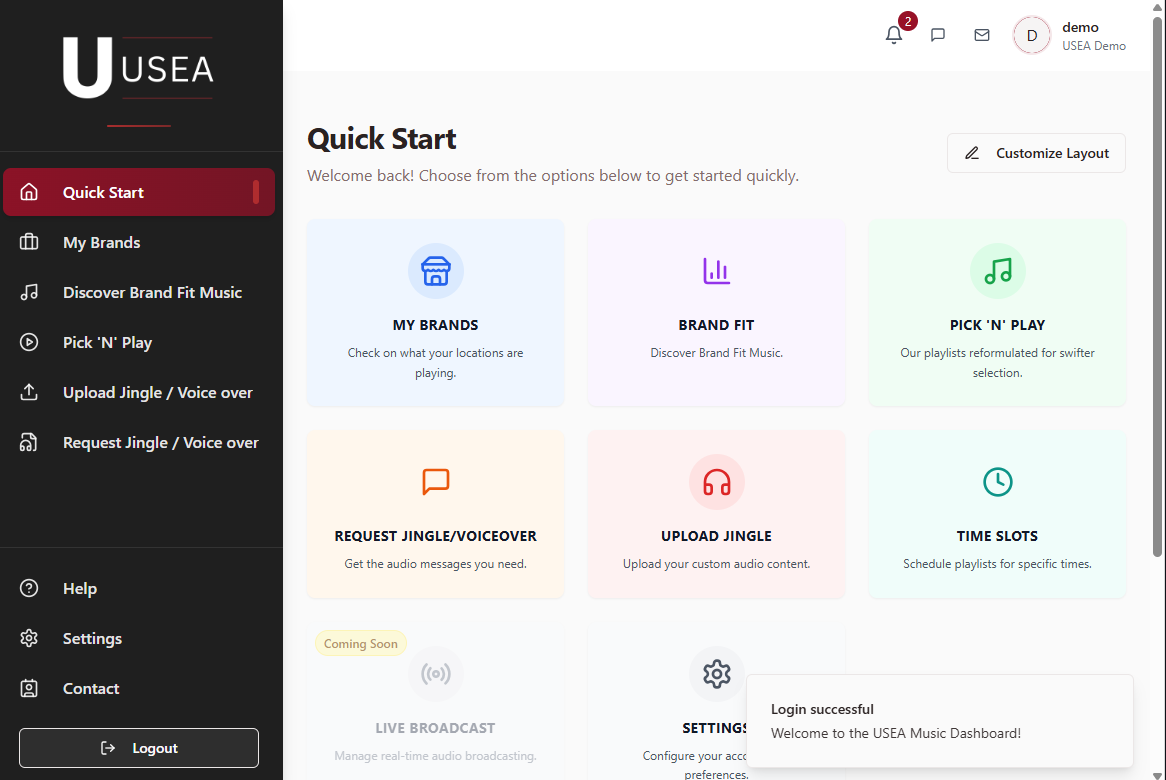 U USEA
Quick Start
My Brands
Discover Brand Fit Music
Pick 'N' Play
Upload Jingle / Voice over
Request Jingle / Voice over
Help
Settings
Contact
Logout
2
D
demo
USEA Demo
Quick Start
Welcome back! Choose from the options below to get started quickly.
Customize Layout
MY BRANDS
Check on what your locations are
playing.
BRAND FIT
Discover Brand Fit Music.
PICK 'N' PLAY
Our playlists reformulated for swifter
selection.
REQUEST JINGLE/VOICEOVER
Get the audio messages you need.
UPLOAD JINGLE
Upload your custom audio content.
TIME SLOTS
Schedule playlists for specific times.
Coming Soon
LIVE BROADCAST
Manage real-time audio broadcasting.
SETTINGS
Configure your acco
preferences.
Login successful
Welcome to the USEA Music Dashboard!